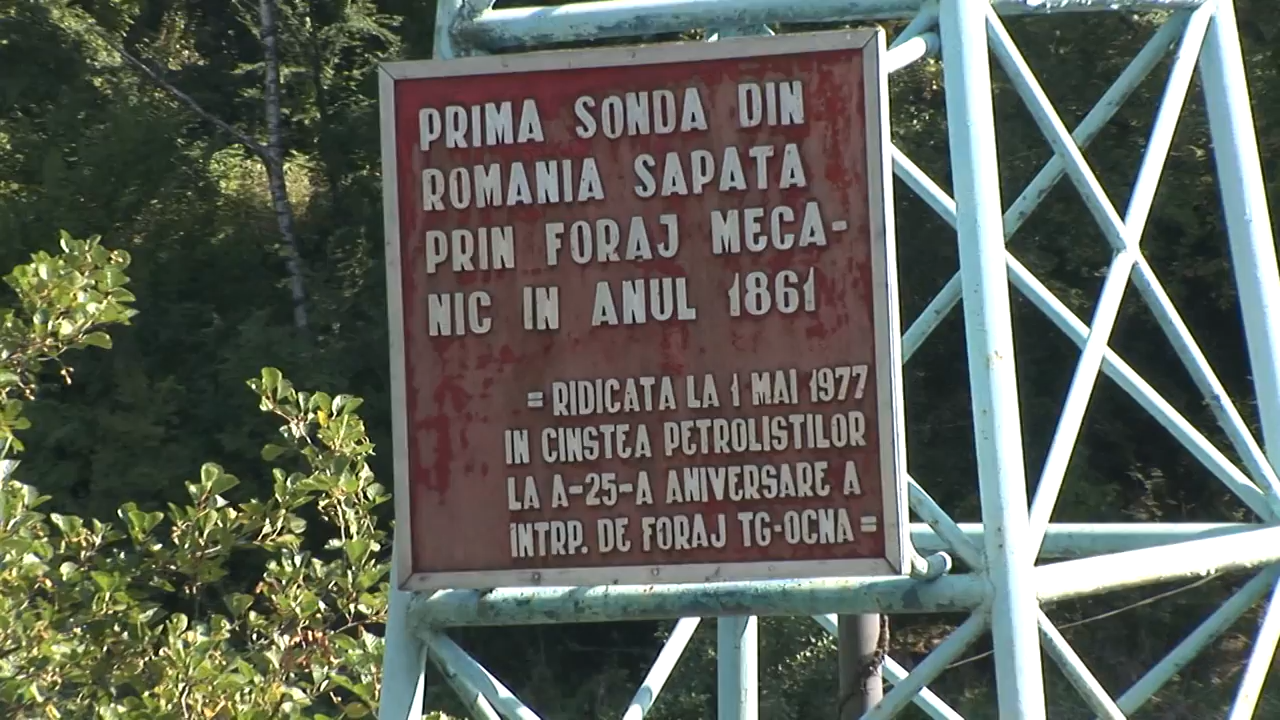 PRIMA SONDA DIN
ROMANIA SAPATA
PRIN FORAJ MECA-
NIC IN ANUL 1861
= RIDICATA LA 1 MAI 1977
IN CINSTEA PETROLISTILOR
LA A-25-A ANIVERSARE A
INTRP. DE FORAJ TG-OCNA =